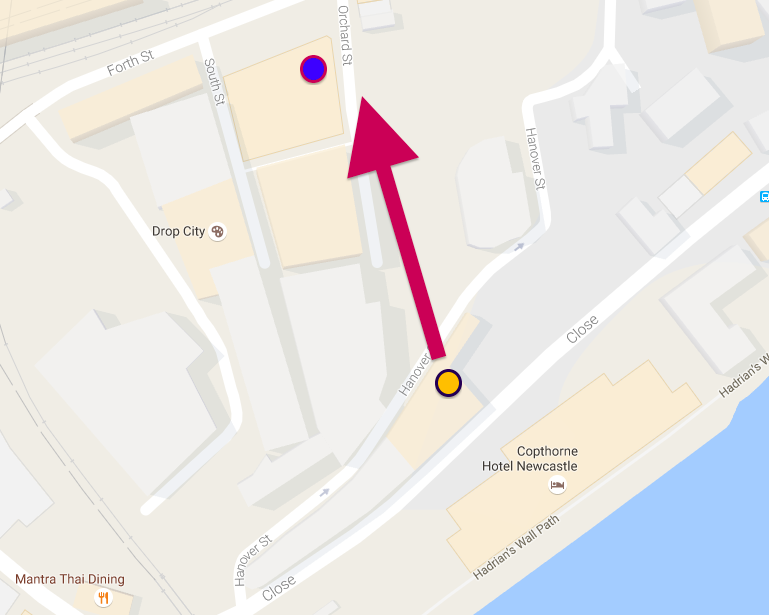 Orchard St
Forth St
South St
Hanover St
Drop City
Close
Hanover
Hadrian's W
Copthorne
Hotel Newcastle
Hadrian's Wall Path
Hanover St
Mantra Thai Dining
Close